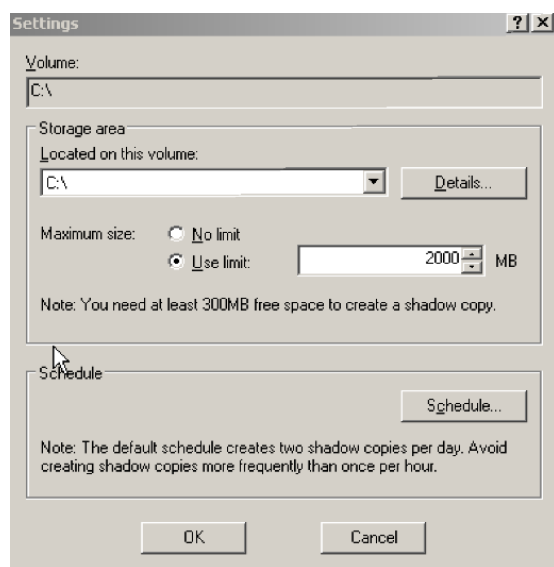 Settings
Volume:
C:\
Storage area
Located on this volume:
C:\
Details...
Maximum size:
No limit
Use limit:
2000
MB
Note: You need at least 300MB free space to create a shadow copy.
Schedule
Schedule...
Note: The default schedule creates two shadow copies per day. Avoid
creating shadow copies more frequently than once per hour.
OK
Cancel